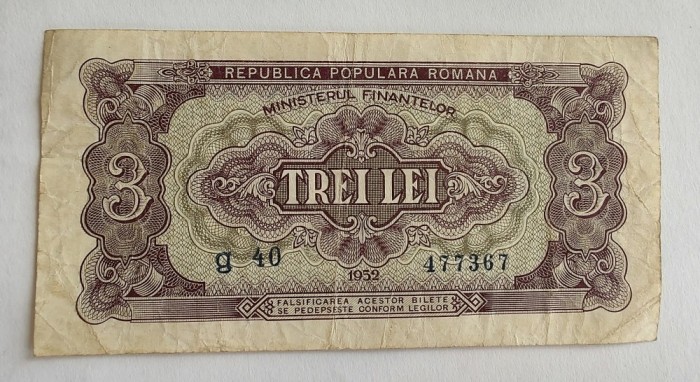 REPUBLICA POPULARA ROMANA
MINISTERUL FINANTELOR
3 TREI LEI 3
g 40 477367
1952
FALSIFICAREA ACESTOR BILETE
SE PEDEPSESTE CONFORM LEGILOR